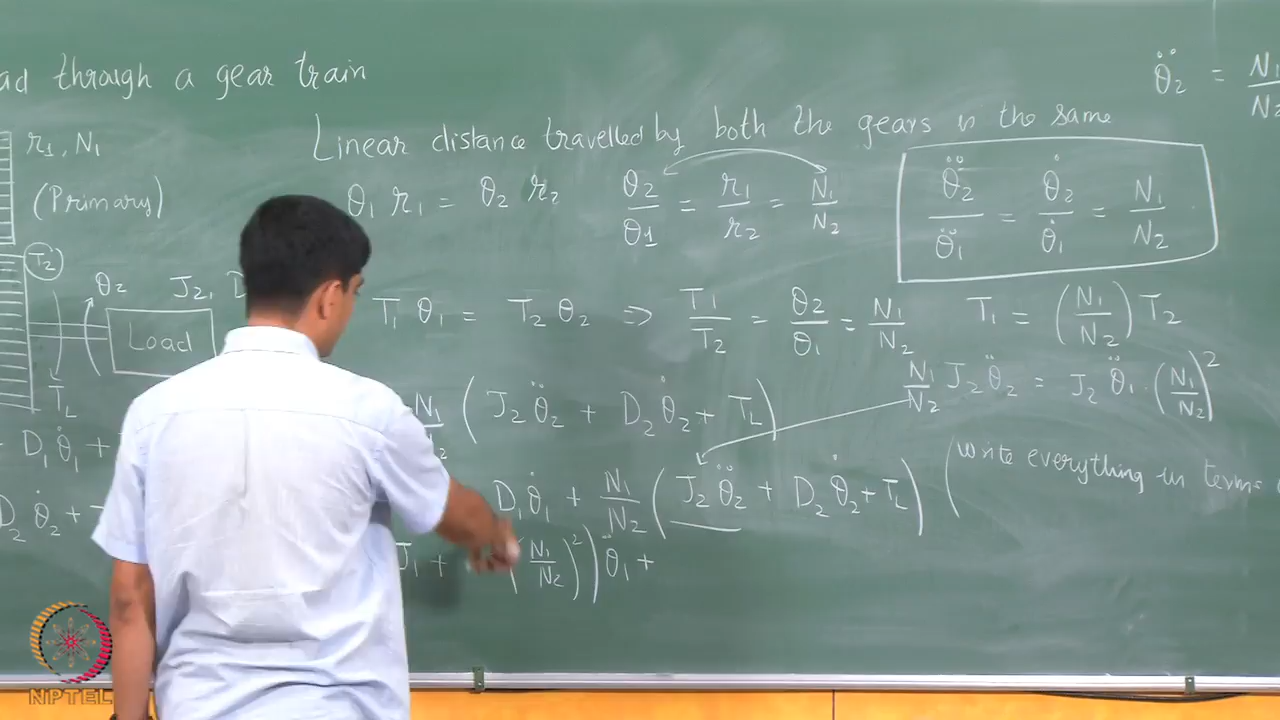 ad through a gear train
θ̈₂ = N₁/N₂
r₁, N₁
(Primary)
Linear distance travelled by both the gears is the same
θ₁ r₁ = θ₂ r₂
θ₂/θ₁ = r₁/r₂ = N₁/N₂
θ̈₂/θ̈₁ = θ̇₂/θ̇₁ = N₁/N₂
T₂
θ₂ J₂, D
Load
T_L
T₁ θ₁ = T₂ θ₂ ⇒ T₁/T₂ = θ₂/θ₁ = N₁/N₂
T₁ = (N₁/N₂) T₂
N₁/N₂ (J₂ θ̈₂ + D₂ θ̇₂ + T_L)
N₁/N₂ J₂ θ̈₂ = J₂ θ̈₁ · (N₁/N₂)²
D₁ θ̇₁ +
D₁ θ̇₁ + N₁/N₂ (J₂ θ̈₂ + D₂ θ̇₂ + T_L)
(Write everything in terms
D₂ θ̇₂ +
J₁ + (N₁/N₂)²) θ̈₁ +
NPTEL